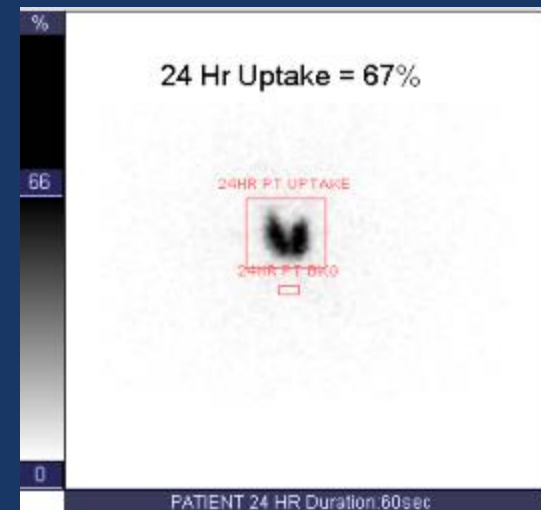 %
24 Hr Uptake = 67%
66
24HR PT UPTAKE
24HR PT BKG
0
PATIENT 24 HR Duration:60sec